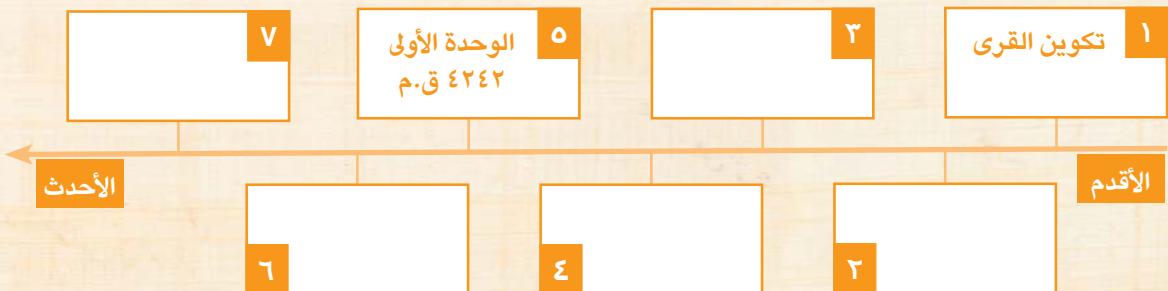 ١
تكوين القرى
٣
٥
الوحدة الأولى
٤٢٤٢ ق.م
٧
الأقدم
الأحدث
٢
٤
٦